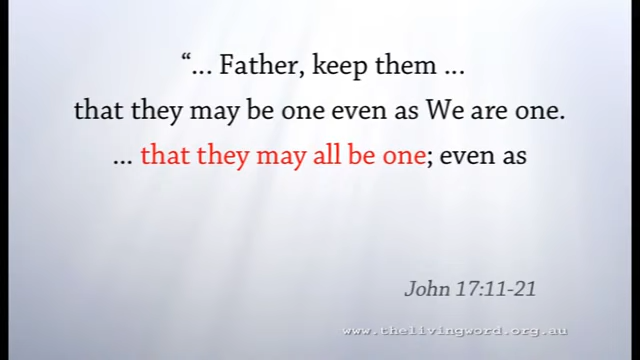 “... Father, keep them ...
that they may be one even as We are one.
... that they may all be one; even as
John 17:11-21
www.thelivingword.org.au